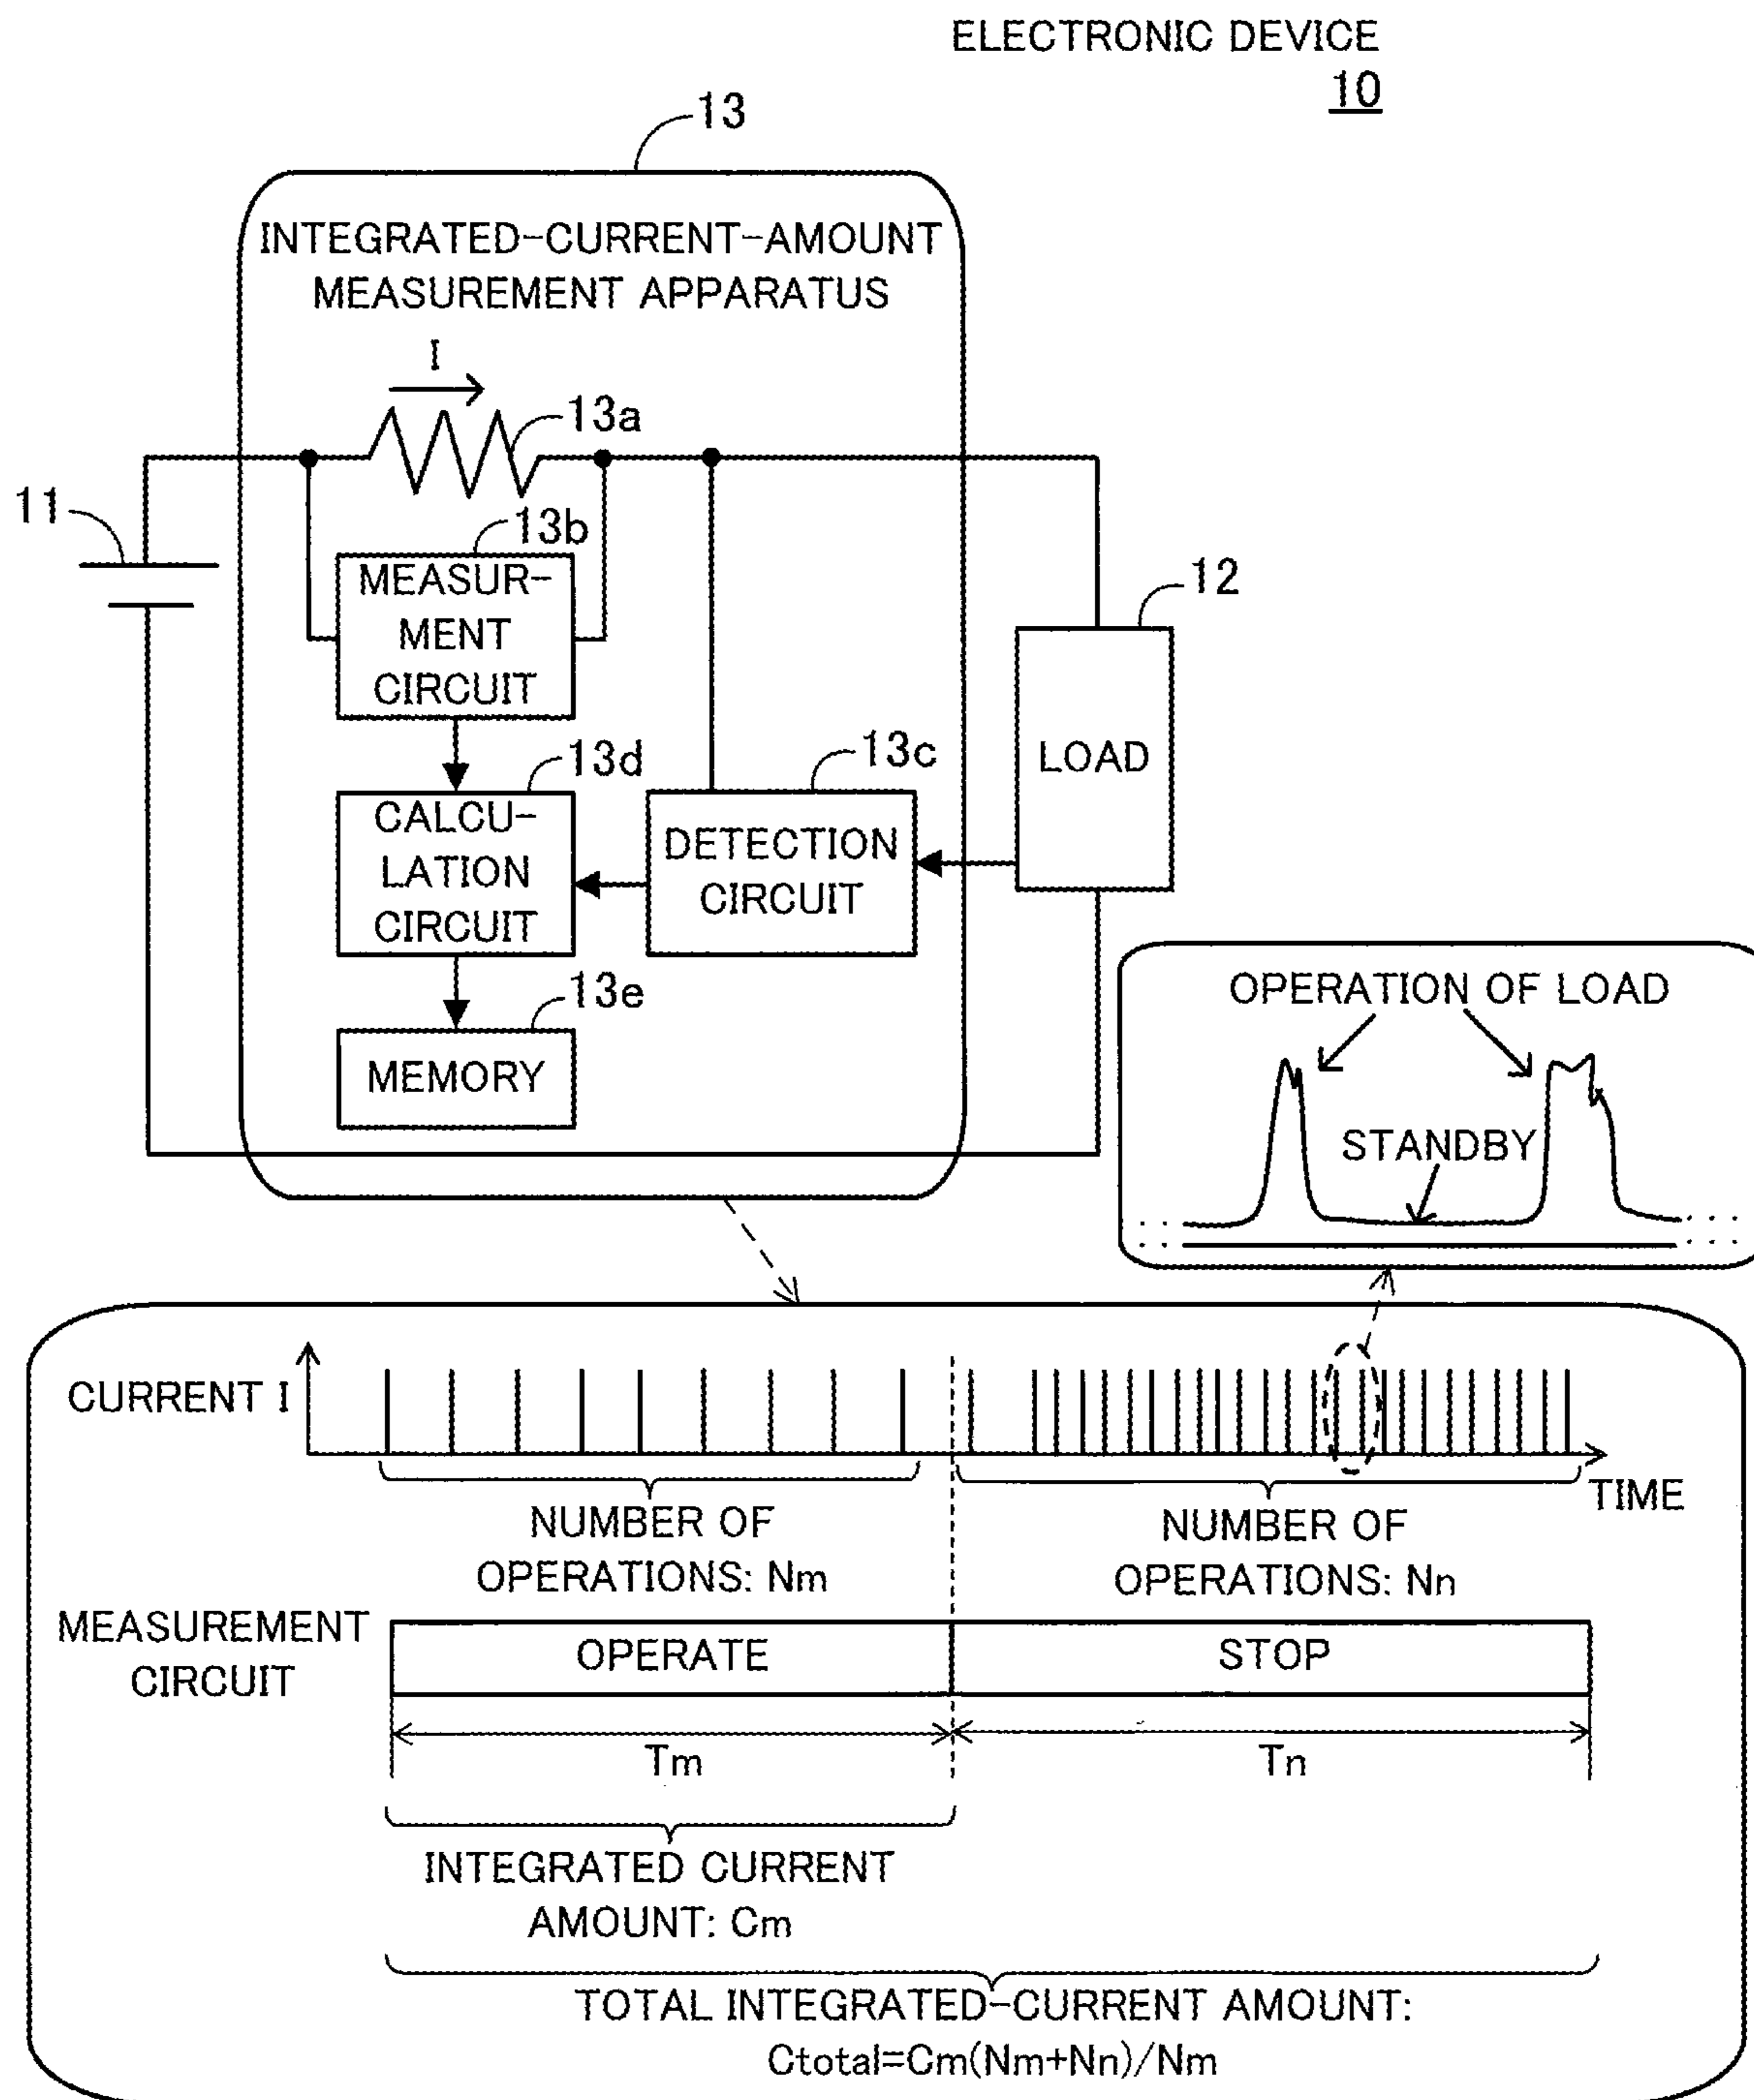 ELECTRONIC DEVICE
10
13
INTEGRATED-CURRENT-AMOUNT
MEASUREMENT APPARATUS
I
13a
11
13b
MEASUR-
MENT
CIRCUIT
12
LOAD
13d
13c
CALCU-
LATION
CIRCUIT
DETECTION
CIRCUIT
13e
MEMORY
OPERATION OF LOAD
STANDBY
CURRENT I
TIME
NUMBER OF
OPERATIONS: Nm
NUMBER OF
OPERATIONS: Nn
MEASUREMENT
CIRCUIT
OPERATE
STOP
Tm
Tn
INTEGRATED CURRENT
AMOUNT: Cm
TOTAL INTEGRATED-CURRENT AMOUNT:
Ctotal=Cm(Nm+Nn)/Nm